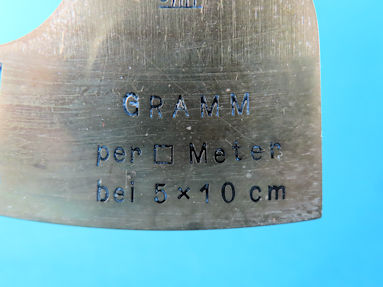 GRAMM
per □ Meter
bei 5×10 cm